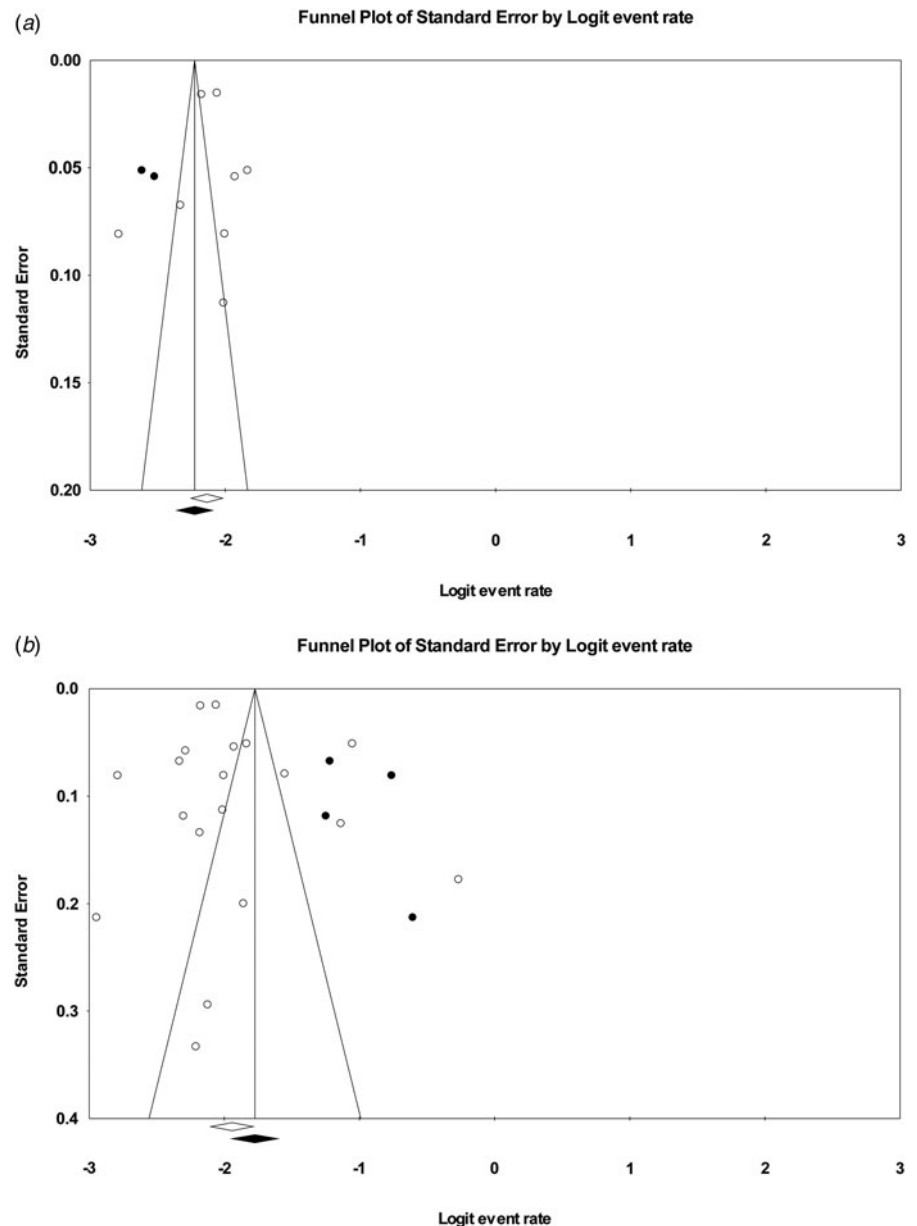 (a)
Funnel Plot of Standard Error by Logit event rate
0.00
0.05
0.10
0.15
0.20
Standard Error
-3 -2 -1 0 1 2 3
Logit event rate
(b)
Funnel Plot of Standard Error by Logit event rate
0.0
0.1
0.2
0.3
0.4
Standard Error
-3 -2 -1 0 1 2 3
Logit event rate